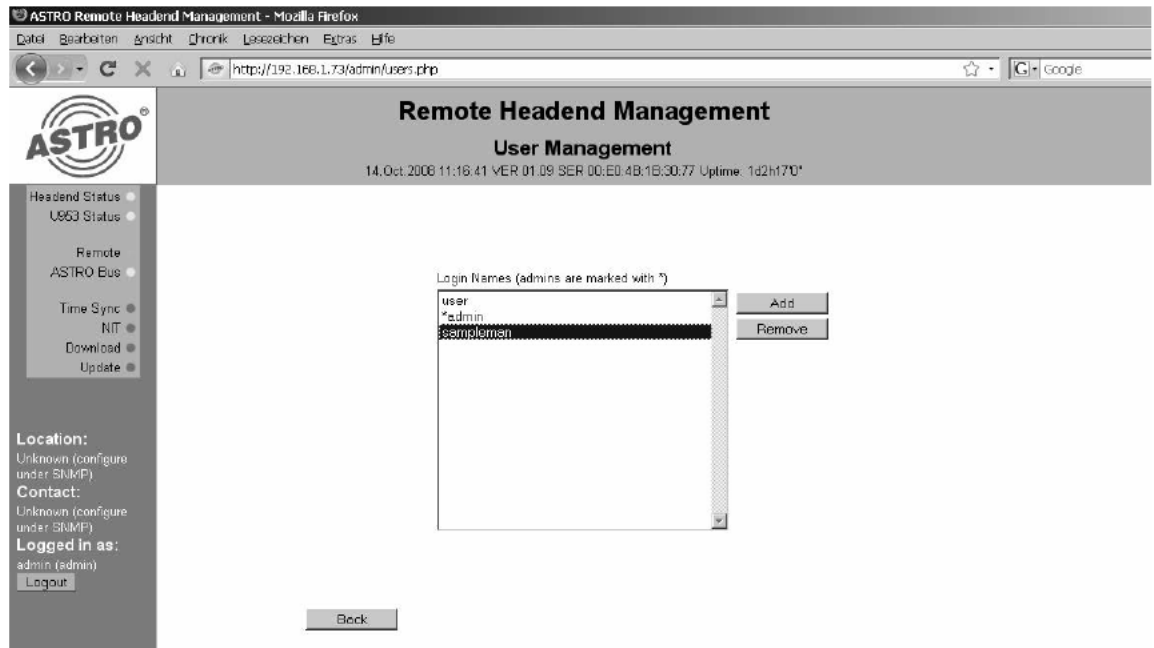 ASTRO Remote Headend Management - Mozilla Firefox
Datei Bearbeiten Ansicht Chronik Lesezeichen Extras Hilfe
http://192.168.1.73/admin/users.php
G Google
ASTRO®
Remote Headend Management
User Management
14.Oct.2008 11:16:41 VER 01.09 SER 00:E0:4B:1B:30:77 Uptime: 1d2h17'0"
Headend Status
U953 Status
Remote
ASTRO Bus
Time Sync
NIT
Download
Update
Login Names (admins are marked with *)
user
*admin
sampleman
Add
Remove
Location:
Unknown (configure
under SNMP)
Contact:
Unknown (configure
under SNMP)
Logged in as:
admin (admin)
Logout
Back